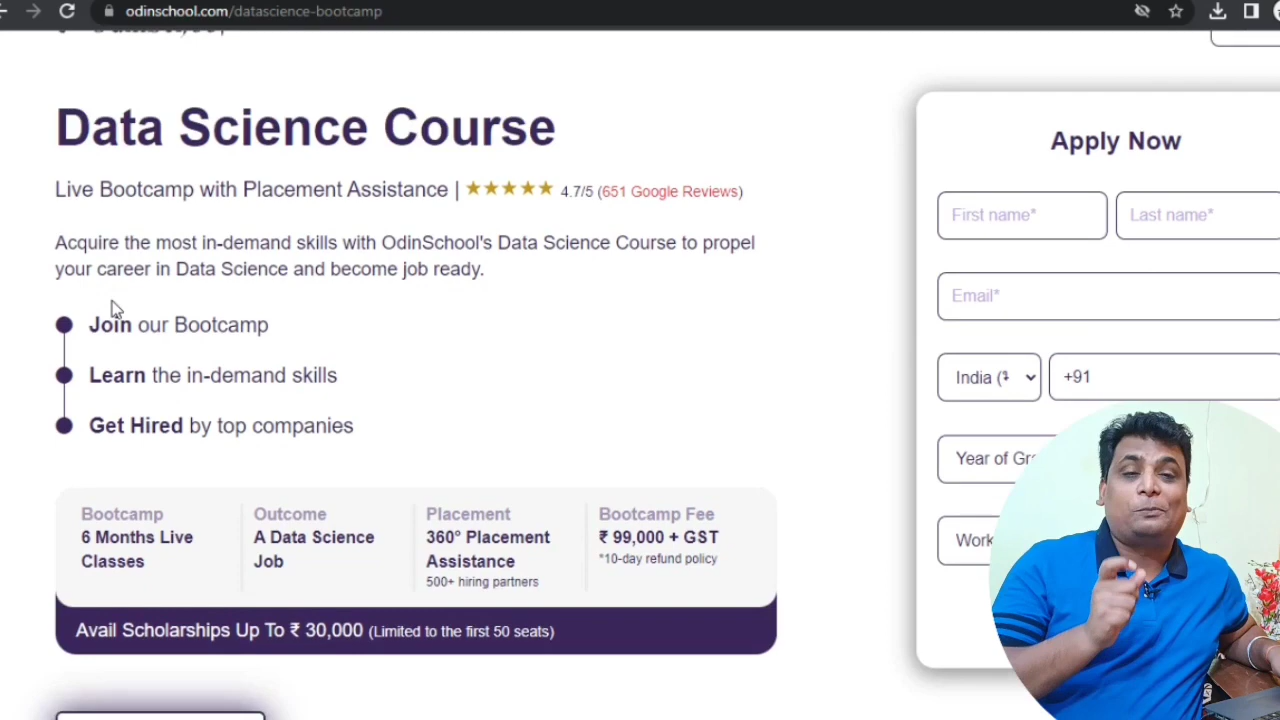 odinschool.com/datascience-bootcamp
Data Science Course
Live Bootcamp with Placement Assistance | ★★★★★ 4.7/5 (651 Google Reviews)
Acquire the most in-demand skills with OdinSchool's Data Science Course to propel
your career in Data Science and become job ready.
Join our Bootcamp
Learn the in-demand skills
Get Hired by top companies
Bootcamp
6 Months Live
Classes
Outcome
A Data Science
Job
Placement
360° Placement
Assistance
500+ hiring partners
Bootcamp Fee
₹ 99,000 + GST
*10-day refund policy
Avail Scholarships Up To ₹ 30,000 (Limited to the first 50 seats)
Apply Now
First name*
Last name*
Email*
India
+91
Year of
Work